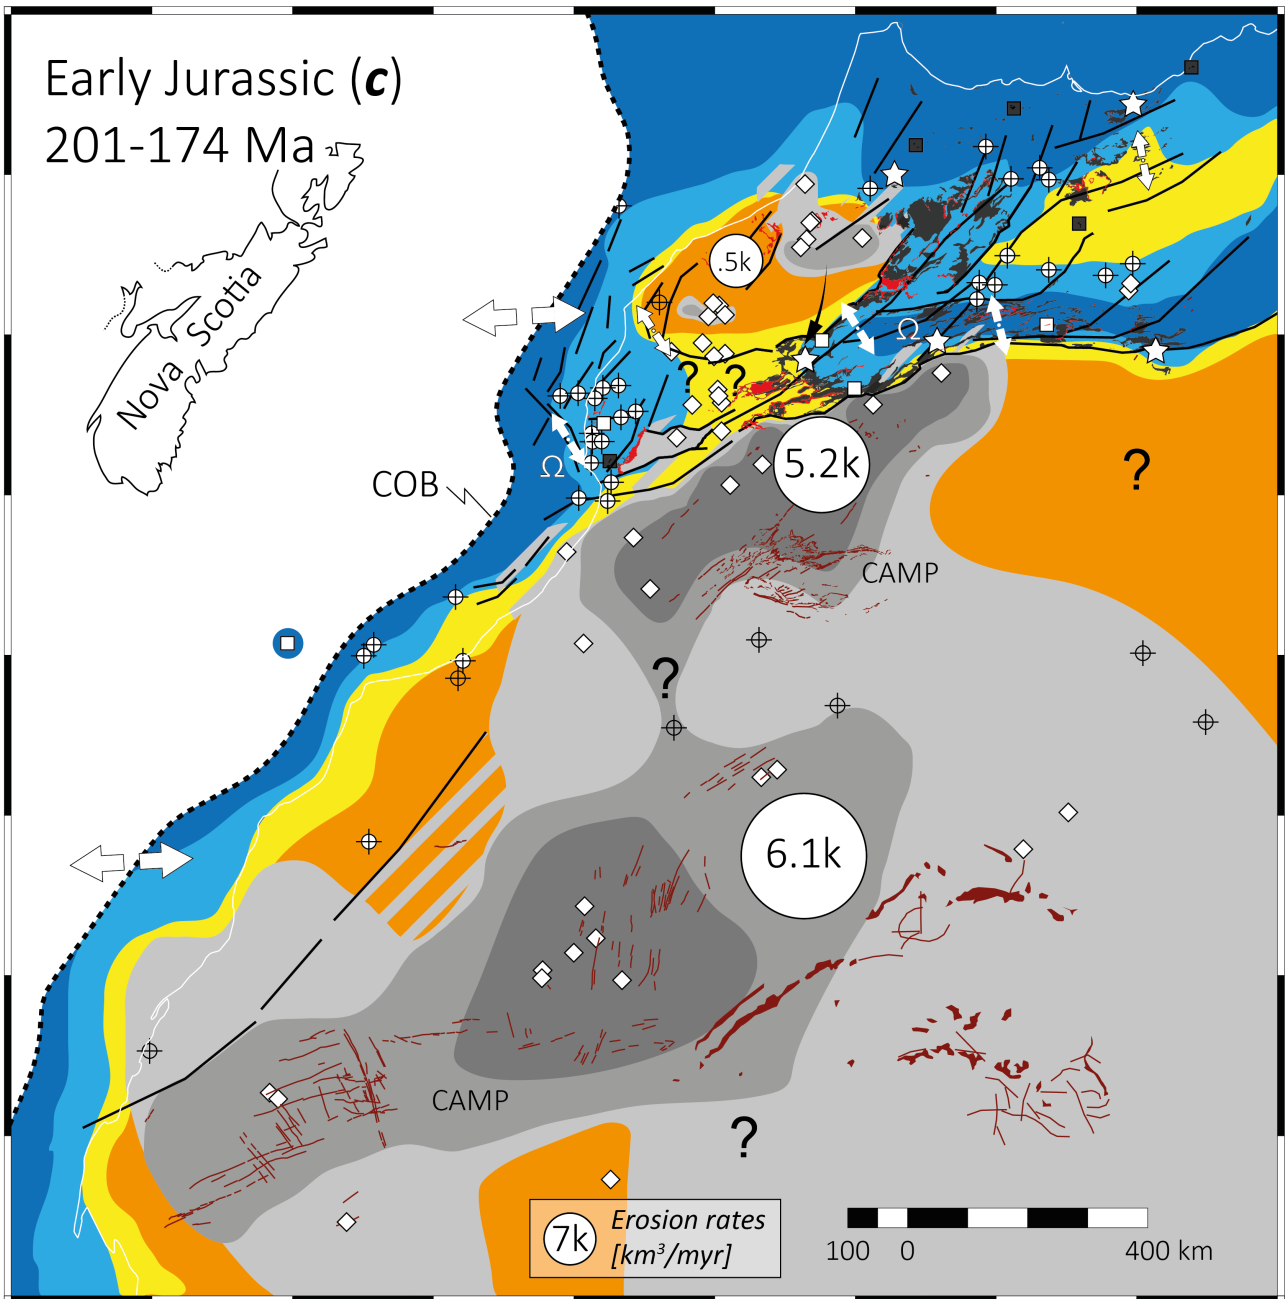 Early Jurassic (c)
201-174 Ma
Nova Scotia
.5k
?
?
Ω
5.2k
?
Ω
COB
CAMP
?
6.1k
CAMP
?
7k
Erosion rates
[km³/myr]
100 0 400 km